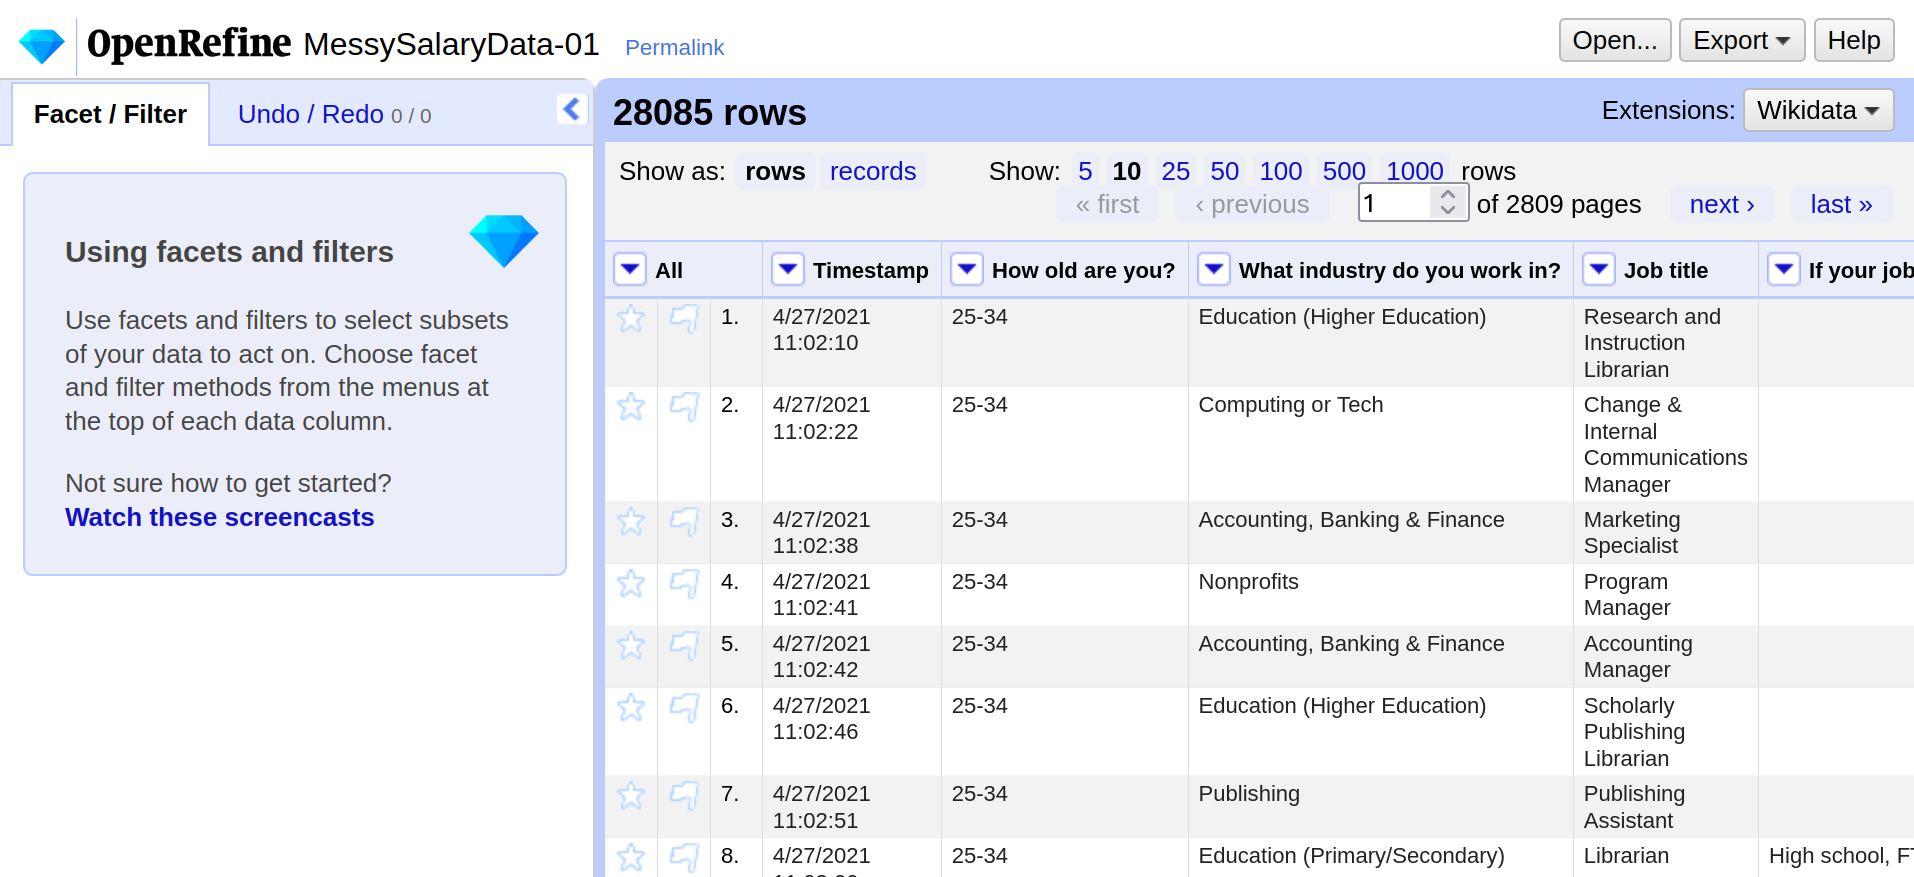 OpenRefine MessySalaryData-01 Permalink Open... Export Help
Facet / Filter Undo / Redo 0 / 0
28085 rows Extensions: Wikidata
Show as: rows records Show: 5 10 25 50 100 500 1000 rows
« first ‹ previous 1 of 2809 pages next › last »
Using facets and filters
Use facets and filters to select subsets
of your data to act on. Choose facet
and filter methods from the menus at
the top of each data column.
Not sure how to get started?
Watch these screencasts
All Timestamp How old are you? What industry do you work in? Job title If your job
1. 4/27/2021 25-34 Education (Higher Education) Research and
11:02:10 Instruction
Librarian
2. 4/27/2021 25-34 Computing or Tech Change &
11:02:22 Internal
Communications
Manager
3. 4/27/2021 25-34 Accounting, Banking & Finance Marketing
11:02:38 Specialist
4. 4/27/2021 25-34 Nonprofits Program
11:02:41 Manager
5. 4/27/2021 25-34 Accounting, Banking & Finance Accounting
11:02:42 Manager
6. 4/27/2021 25-34 Education (Higher Education) Scholarly
11:02:46 Publishing
Librarian
7. 4/27/2021 25-34 Publishing Publishing
11:02:51 Assistant
8. 4/27/2021 25-34 Education (Primary/Secondary) Librarian High school,